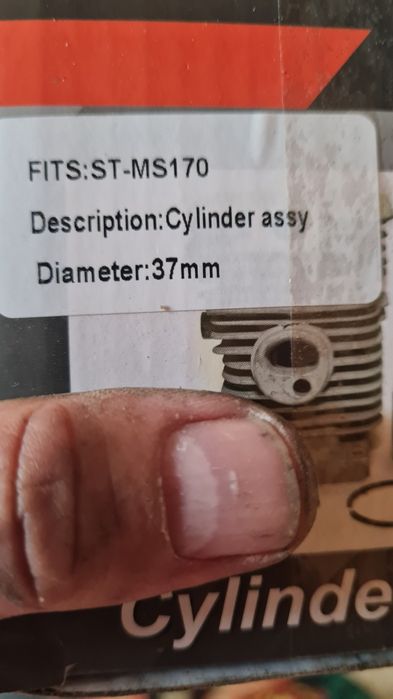 FITS:ST-MS170
Description:Cylinder assy
Diameter:37mm
Cylinde